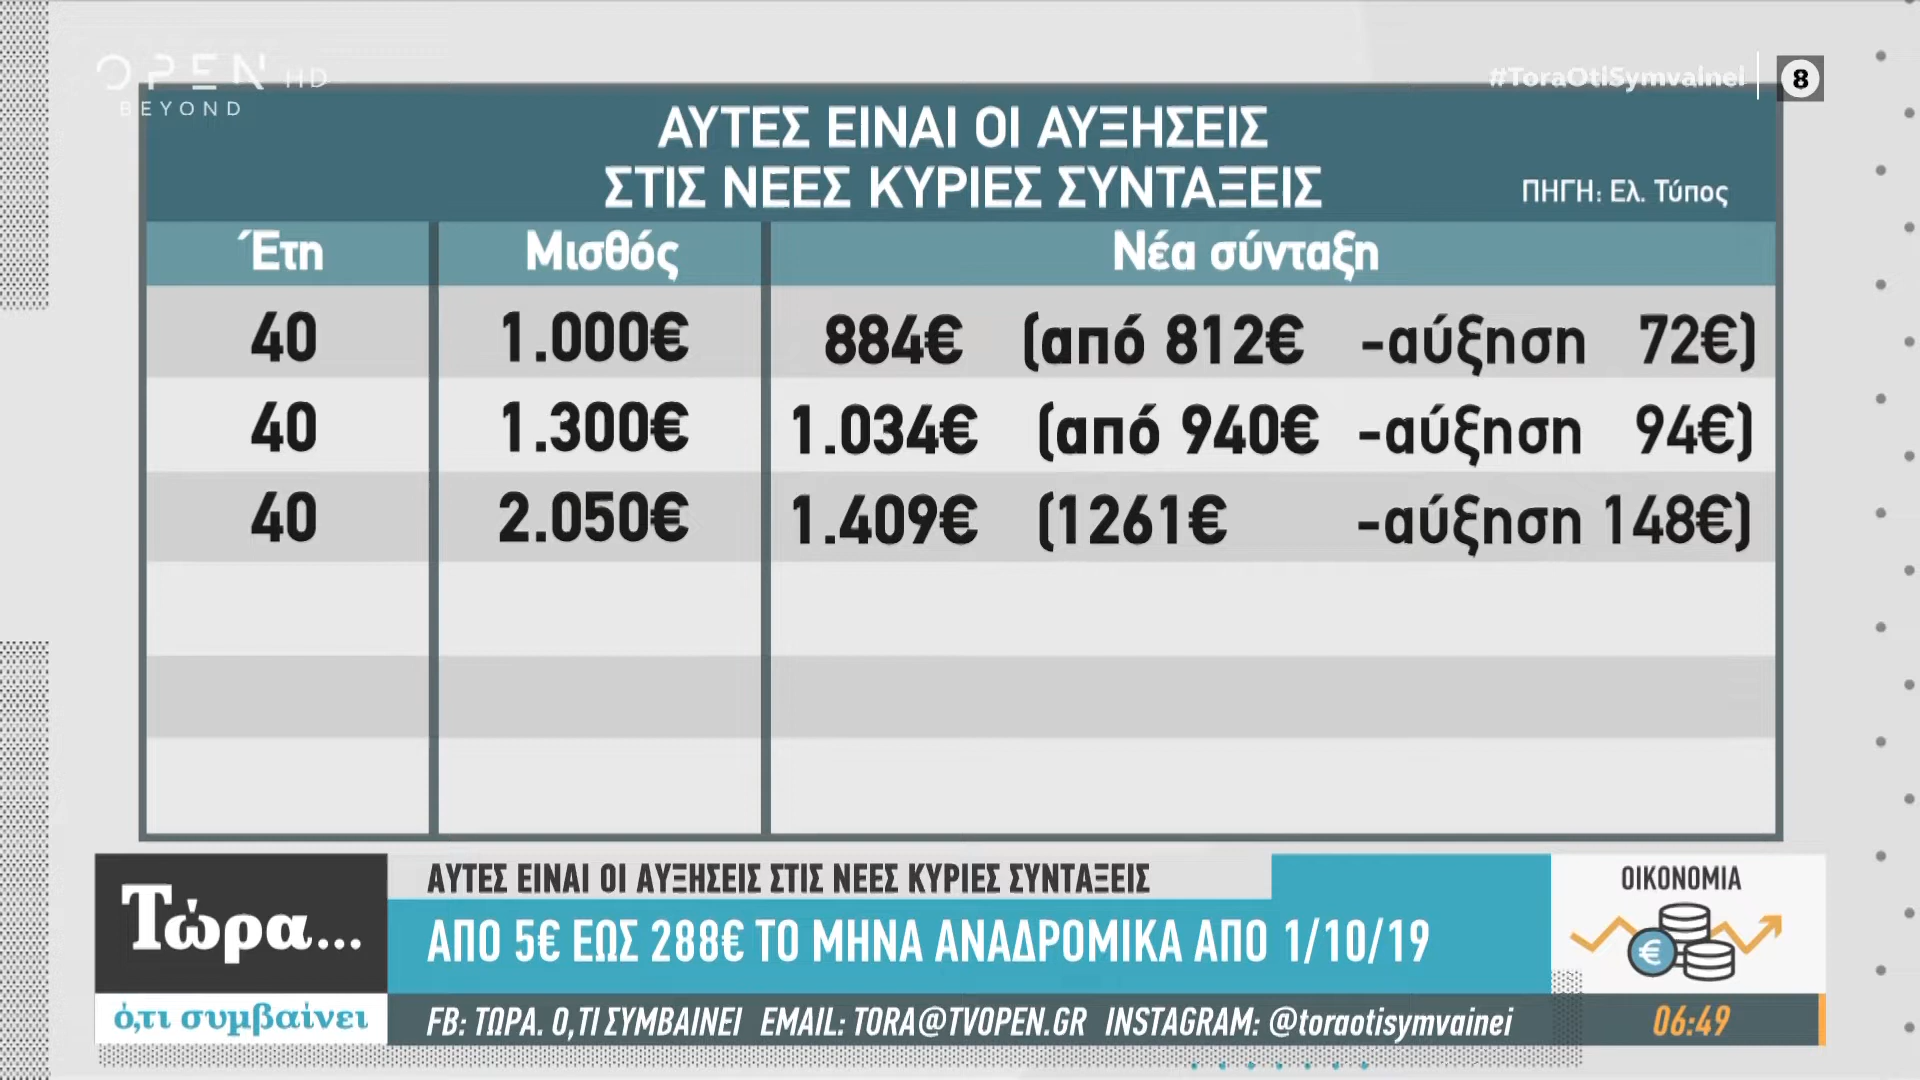 OPEN HD
BEYOND
#ToraOtiSymvainei
8
ΑΥΤΕΣ ΕΙΝΑΙ ΟΙ ΑΥΞΗΣΕΙΣ
ΣΤΙΣ ΝΕΕΣ ΚΥΡΙΕΣ ΣΥΝΤΑΞΕΙΣ
ΠΗΓΗ: Ελ. Τύπος
Έτη Μισθός Νέα σύνταξη
40 1.000€ 884€ (από 812€ -αύξηση 72€)
40 1.300€ 1.034€ (από 940€ -αύξηση 94€)
40 2.050€ 1.409€ (1261€ -αύξηση 148€)
Τώρα...
ό,τι συμβαίνει
ΑΥΤΕΣ ΕΙΝΑΙ ΟΙ ΑΥΞΗΣΕΙΣ ΣΤΙΣ ΝΕΕΣ ΚΥΡΙΕΣ ΣΥΝΤΑΞΕΙΣ
ΑΠΟ 5€ ΕΩΣ 288€ ΤΟ ΜΗΝΑ ΑΝΑΔΡΟΜΙΚΑ ΑΠΟ 1/10/19
ΟΙΚΟΝΟΜΙΑ
€
FB: ΤΩΡΑ. Ο,ΤΙ ΣΥΜΒΑΙΝΕΙ EMAIL: TORA@TVOPEN.GR INSTAGRAM: @toraotisymvainei
06:49